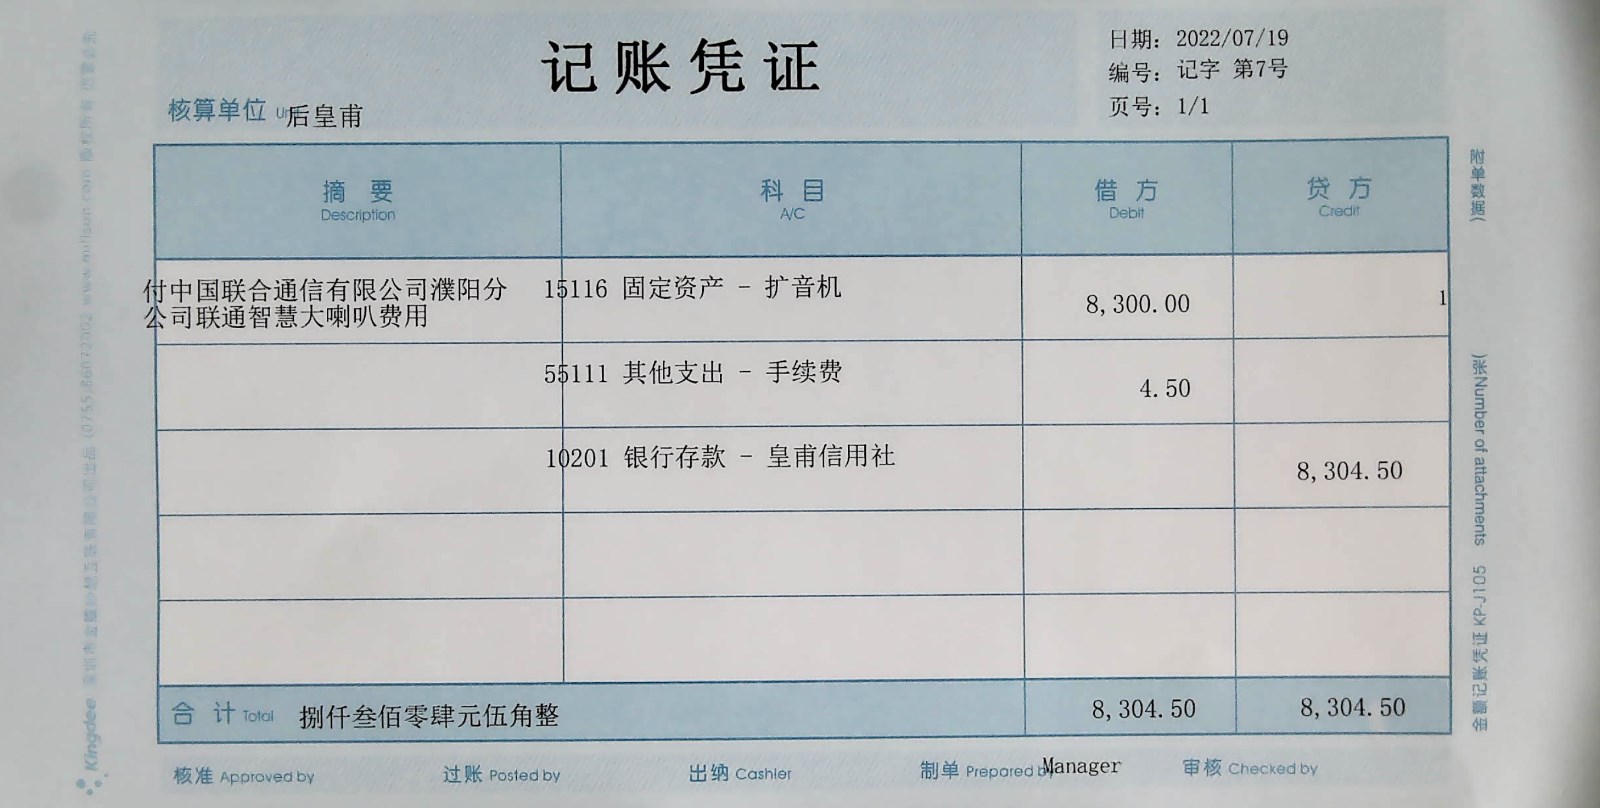 记账凭证
日期: 2022/07/19
编号: 记字 第7号
页号: 1/1
核算单位 后皇甫
摘要 科目 借方 贷方
Description A/C Debit Credit
付中国联合通信有限公司濮阳分 15116 固定资产 - 扩音机 8,300.00 1
公司联通智慧大喇叭费用
55111 其他支出 - 手续费 4.50
10201 银行存款 - 皇甫信用社 8,304.50
合计 Total 捌仟叁佰零肆元伍角整 8,304.50 8,304.50
核准 Approved by 过账 Posted by 出纳 Cashier 制单 Prepared by Manager 审核 Checked by
附单数据)
)张 Number of attachments
金蝶记账凭证 KP-J105
Kingdee